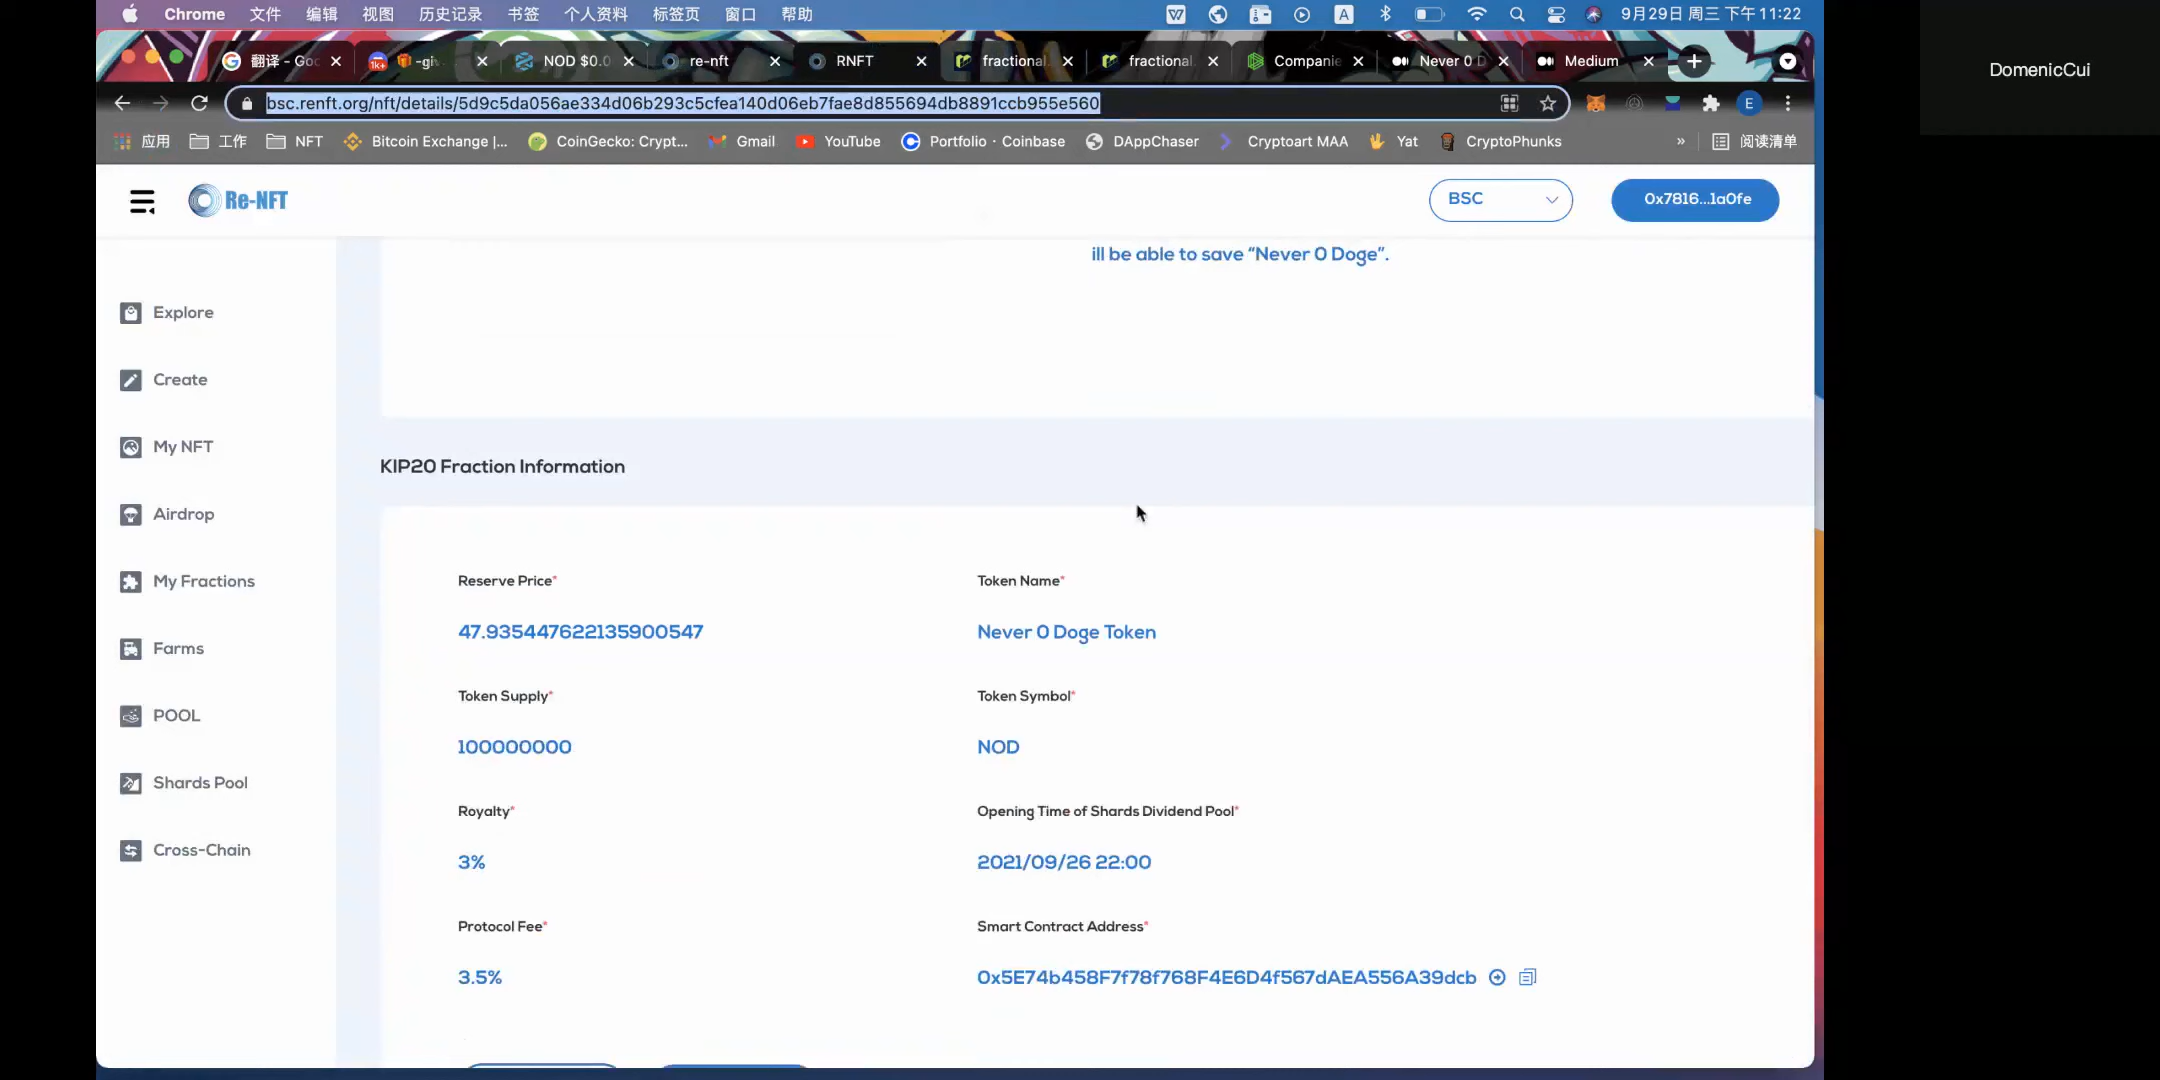 Chrome 文件 编辑 视图 历史记录 书签 个人资料 标签页 窗口 帮助 A 9月29日 周三 下午11:22
翻译 - Goo 1k+ -giv NOD $0.0 re-nft RNFT fractional. fractional. Companie Never 0 D Medium
bsc.renft.org/nft/details/5d9c5da056ae334d06b293c5cfea140d06eb7fae8d855694db8891ccb955e560 E
应用 工作 NFT Bitcoin Exchange |... CoinGecko: Crypt... Gmail YouTube Portfolio · Coinbase DAppChaser Cryptoart MAA Yat CryptoPhunks » 阅读清单
DomenicCui
Re-NFT BSC 0x7816...1a0fe
Explore
Create
My NFT
Airdrop
My Fractions
Farms
POOL
Shards Pool
Cross-Chain
ill be able to save “Never 0 Doge”.
KIP20 Fraction Information
Reserve Price* Token Name*
47.935447622135900547 Never 0 Doge Token
Token Supply* Token Symbol*
100000000 NOD
Royalty* Opening Time of Shards Dividend Pool*
3% 2021/09/26 22:00
Protocol Fee* Smart Contract Address*
3.5% 0x5E74b458F7f78f768F4E6D4f567dAEA556A39dcb